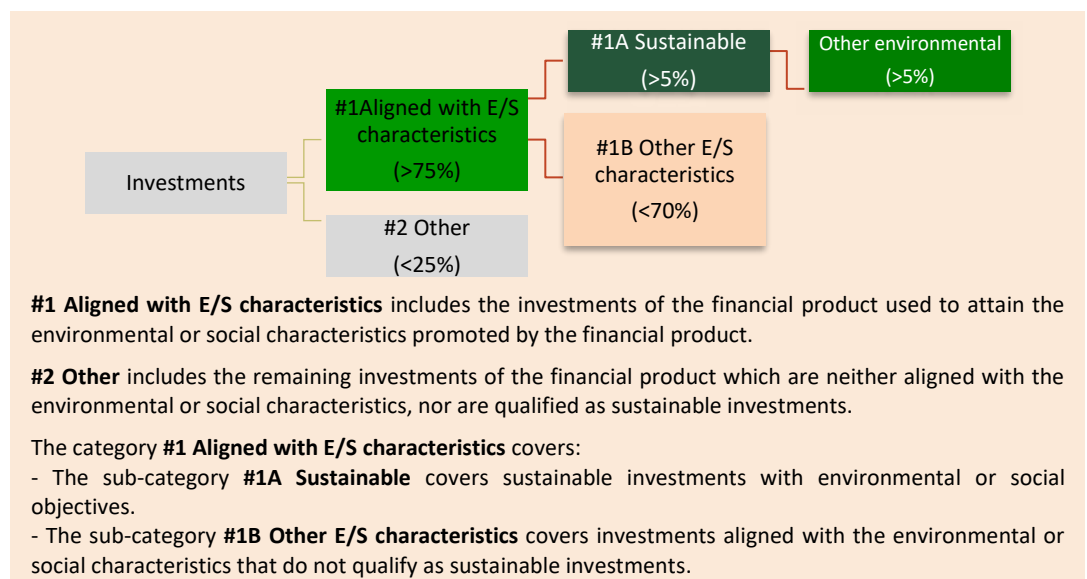 #1A Sustainable
(>5%)
Other environmental
(>5%)
#1Aligned with E/S
characteristics
(>75%)
Investments
#1B Other E/S
characteristics
(<70%)
#2 Other
(<25%)
#1 Aligned with E/S characteristics includes the investments of the financial product used to attain the
environmental or social characteristics promoted by the financial product.
#2 Other includes the remaining investments of the financial product which are neither aligned with the
environmental or social characteristics, nor are qualified as sustainable investments.
The category #1 Aligned with E/S characteristics covers:
- The sub-category #1A Sustainable covers sustainable investments with environmental or social
objectives.
- The sub-category #1B Other E/S characteristics covers investments aligned with the environmental or
social characteristics that do not qualify as sustainable investments.